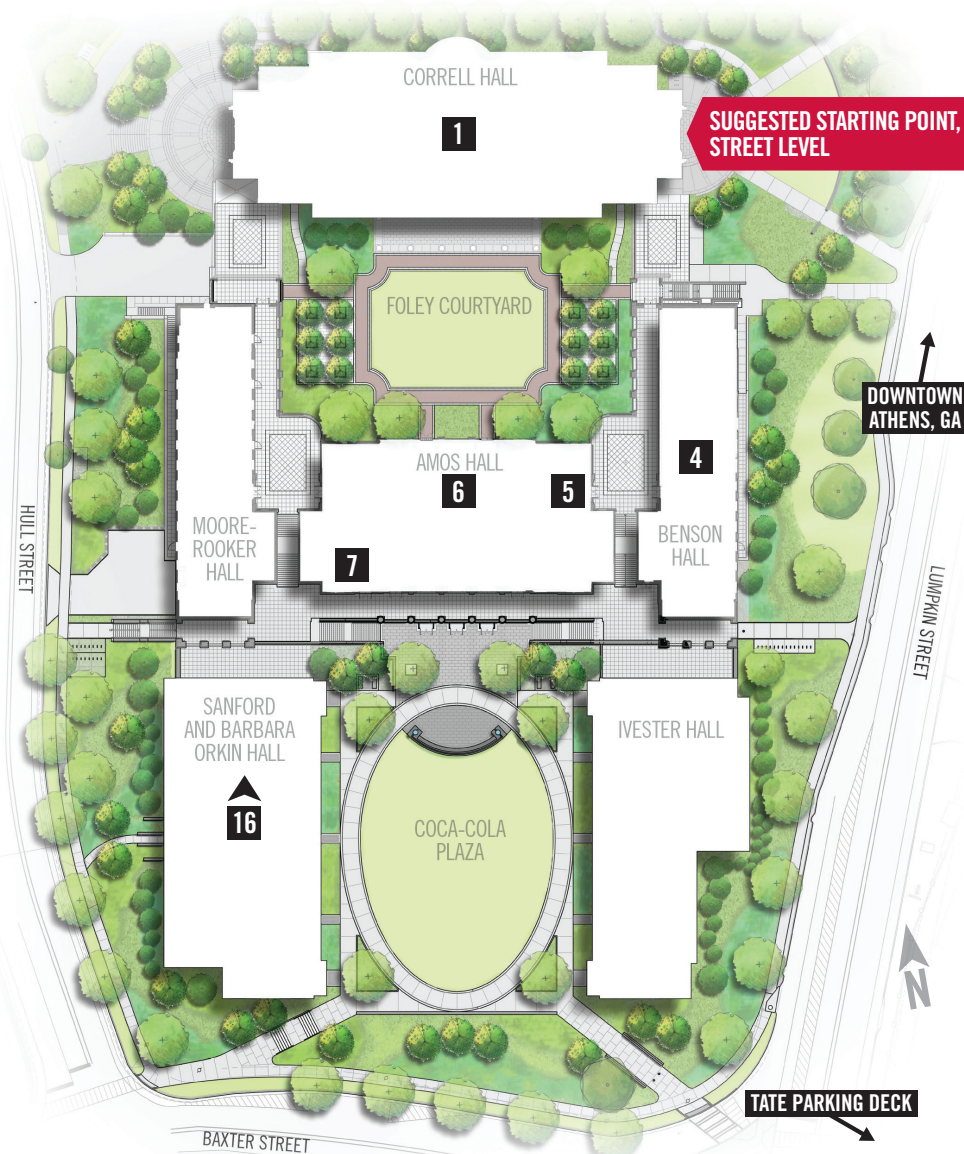 CORRELL HALL
1
SUGGESTED STARTING POINT,
STREET LEVEL
FOLEY COURTYARD
DOWNTOWN
ATHENS, GA
AMOS HALL
6
5
4
7
MOORE-
ROOKER
HALL
BENSON
HALL
HULL STREET
LUMPKIN STREET
SANFORD
AND BARBARA
ORKIN HALL
16
IVESTER HALL
COCA-COLA
PLAZA
N
TATE PARKING DECK
BAXTER STREET